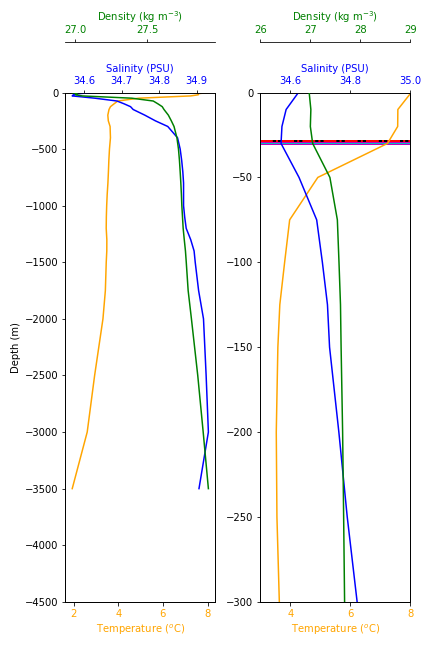 Density (kg m⁻³)
27.0 27.5
Salinity (PSU)
34.6 34.7 34.8 34.9
0
−500
−1000
−1500
−2000
−2500
−3000
−3500
−4000
−4500
Depth (m)
2 4 6 8
Temperature (°C)
Density (kg m⁻³)
26 27 28 29
Salinity (PSU)
34.6 34.8 35.0
0
−50
−100
−150
−200
−250
−300
4 6 8
Temperature (°C)